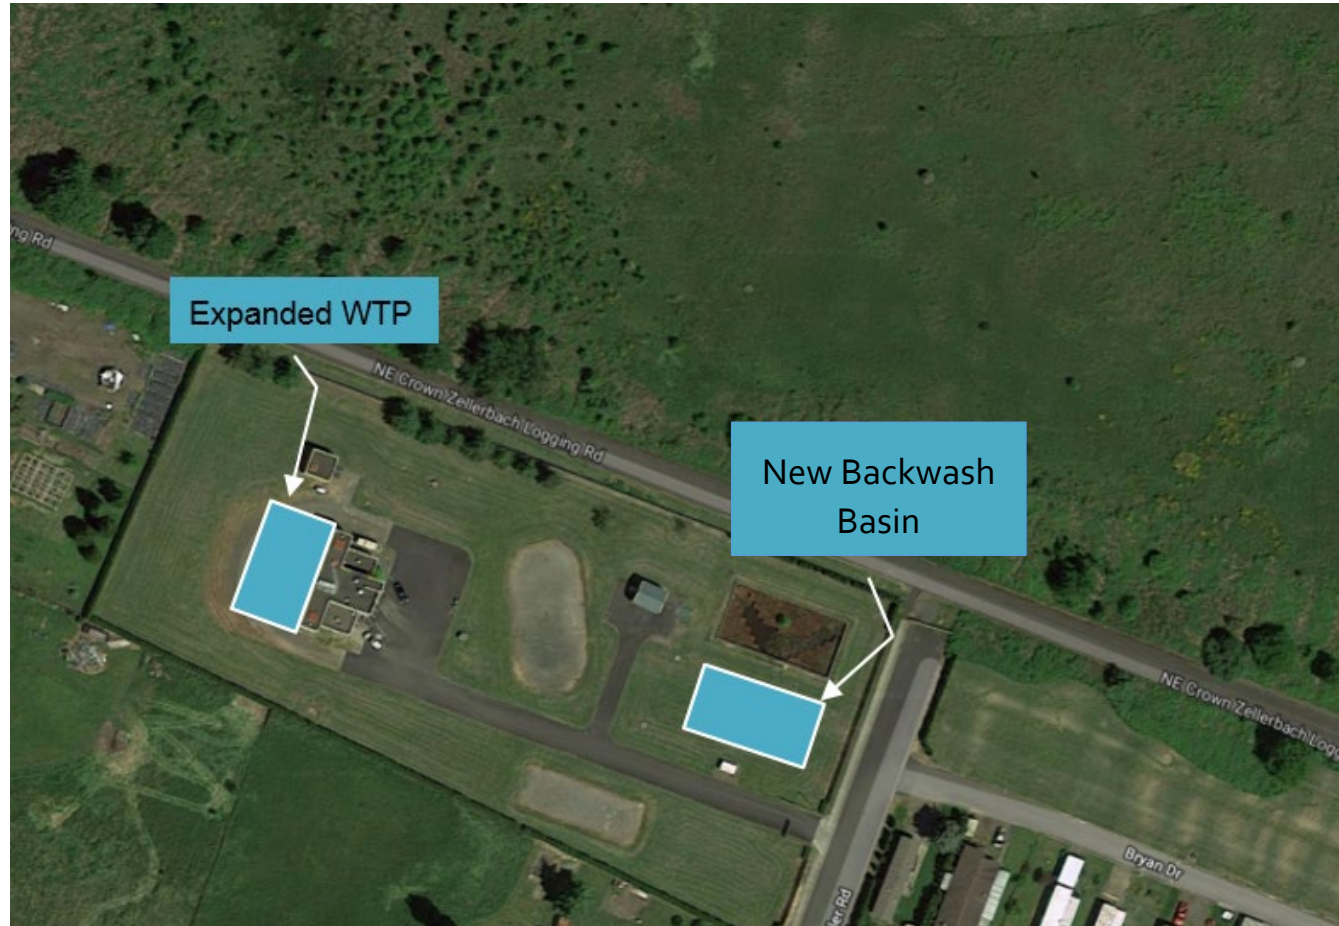 ng Rd
Expanded WTP
NE Crown Zellerbach Logging Rd
New Backwash
Basin
NE Crown Zellerbach Logg
Bryan Dr
ler Rd